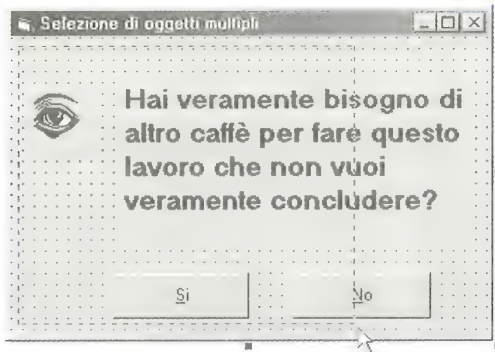 Selezione di oggetti multipli
Hai veramente bisogno di
altro caffè per fare questo
lavoro che non vuoi
veramente concludere?
Si
No